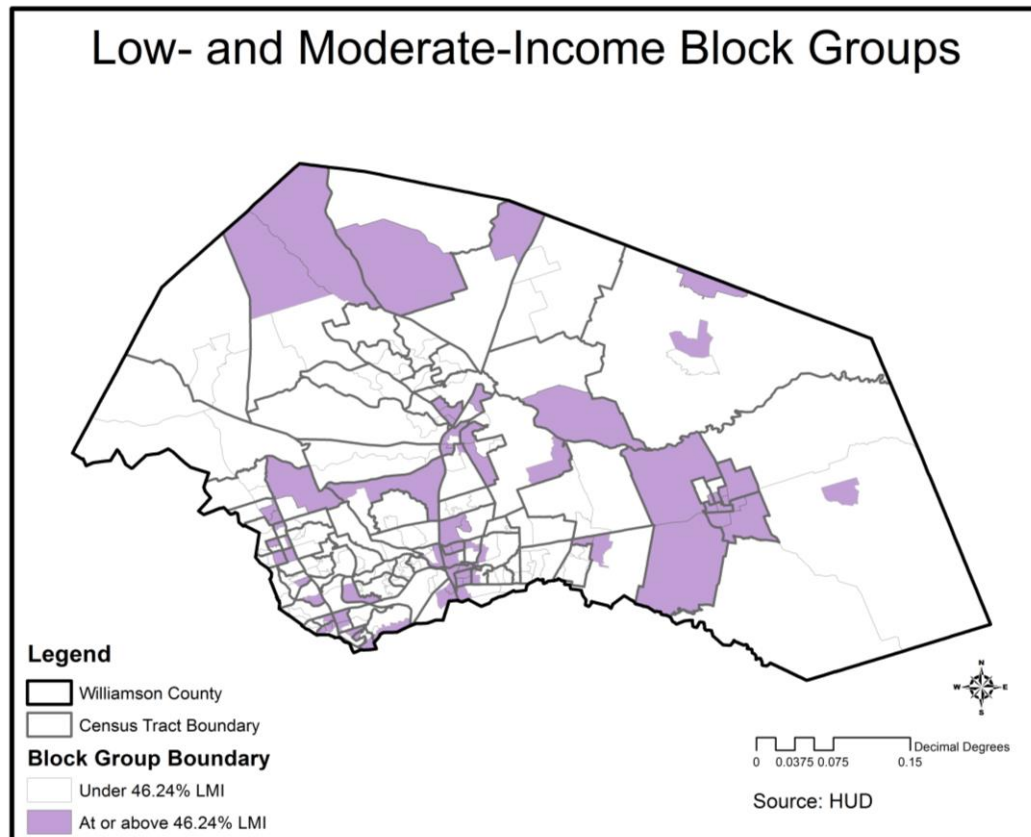 Low- and Moderate-Income Block Groups
Legend
Williamson County
Census Tract Boundary
Block Group Boundary
Under 46.24% LMI
At or above 46.24% LMI
N
W E
S
Decimal Degrees
0 0.0375 0.075 0.15
Source: HUD